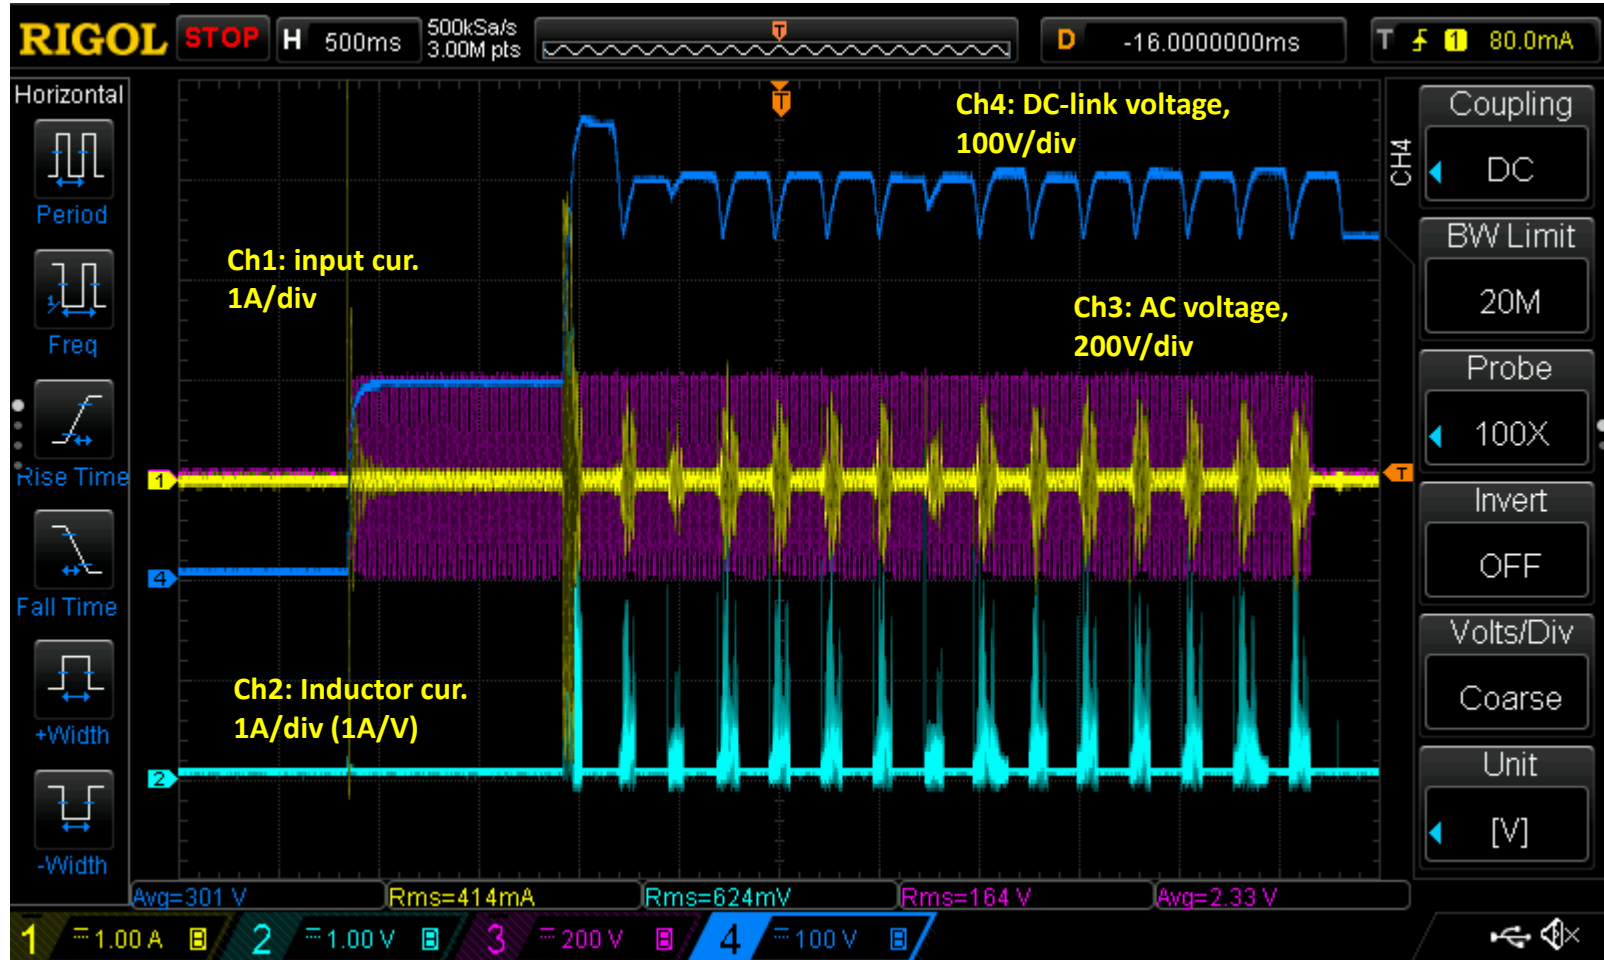 RIGOL STOP H 500ms 500kSa/s 3.00M pts T D -16.0000000ms T 1 80.0mA
Horizontal
Period
Freq
Rise Time
Fall Time
+Width
-Width
T
Ch4: DC-link voltage,
100V/div
Ch1: input cur.
1A/div
Ch3: AC voltage,
200V/div
Ch2: Inductor cur.
1A/div (1A/V)
1
4
2
T
CH4
Coupling
DC
BW Limit
20M
Probe
100X
Invert
OFF
Volts/Div
Coarse
Unit
[V]
Avg=301 V Rms=414mA Rms=624mV Rms=164 V Avg=2.33 V
1 1.00 A B 2 1.00 V B 3 200 V B 4 100 V B